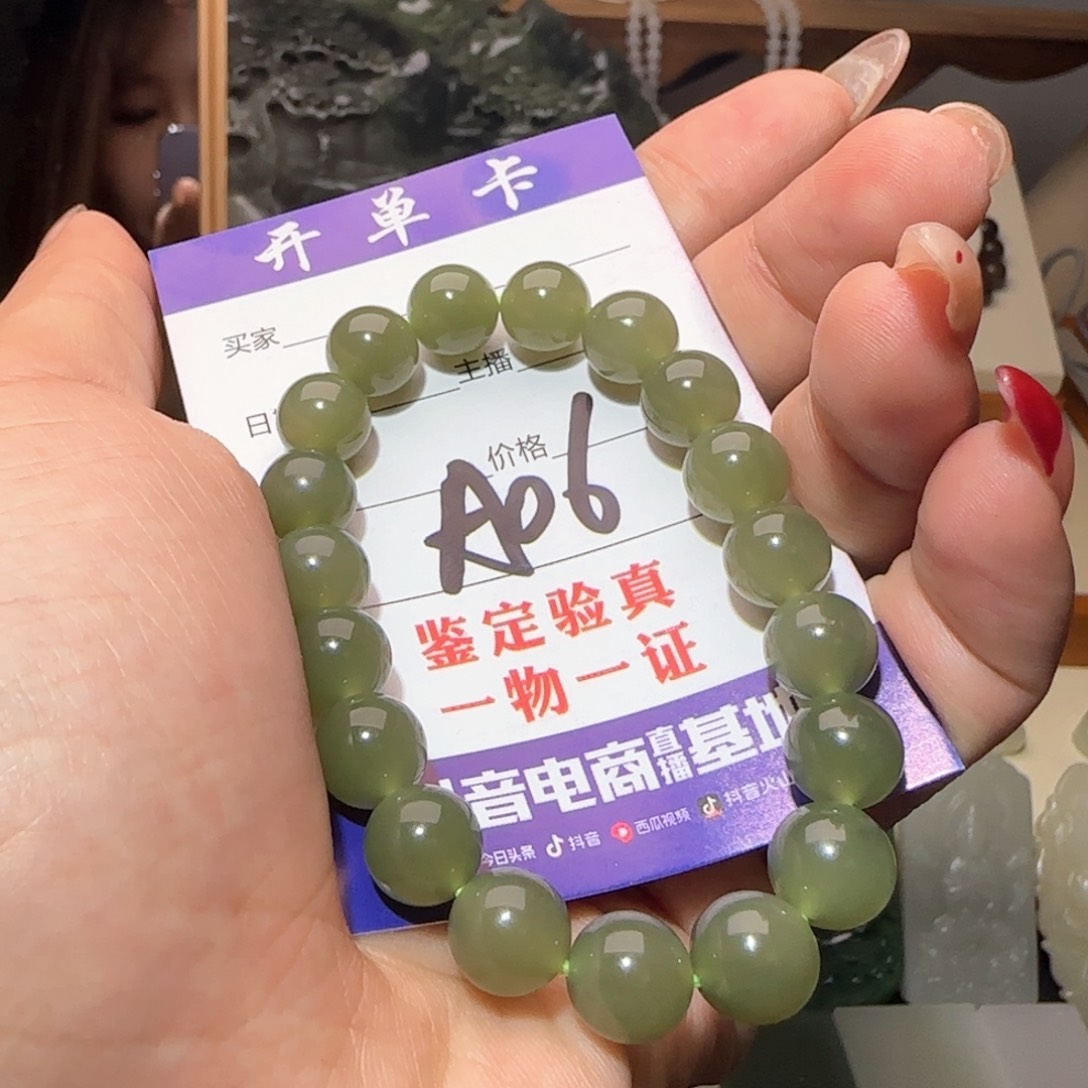 开单卡
买家
主播
日
价格
A06
鉴定验真
一物一证
音电商直播基地
今日头条 抖音 西瓜视频 抖音火山